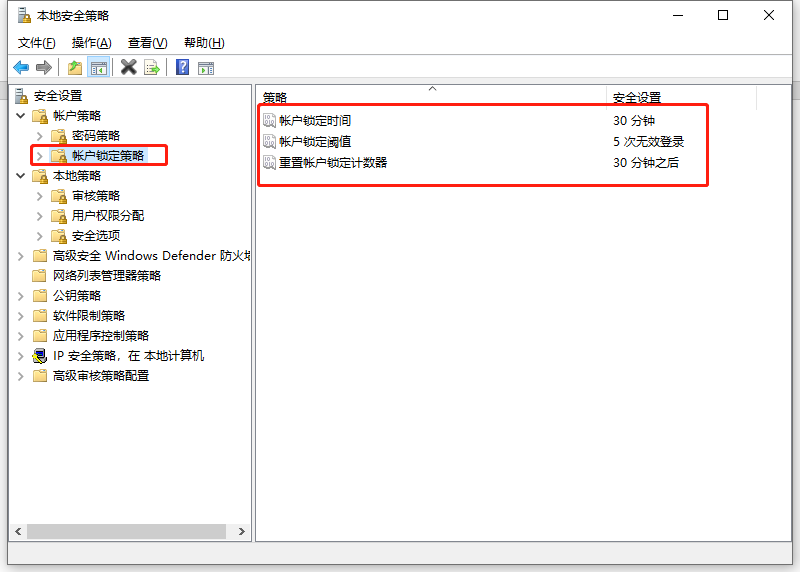 本地安全策略
文件(F) 操作(A) 查看(V) 帮助(H)
安全设置
帐户策略
密码策略
帐户锁定策略
本地策略
审核策略
用户权限分配
安全选项
高级安全 Windows Defender 防火墙
网络列表管理器策略
公钥策略
软件限制策略
应用程序控制策略
IP 安全策略，在 本地计算机
高级审核策略配置
策略 安全设置
帐户锁定时间 30 分钟
帐户锁定阈值 5 次无效登录
重置帐户锁定计数器 30 分钟之后